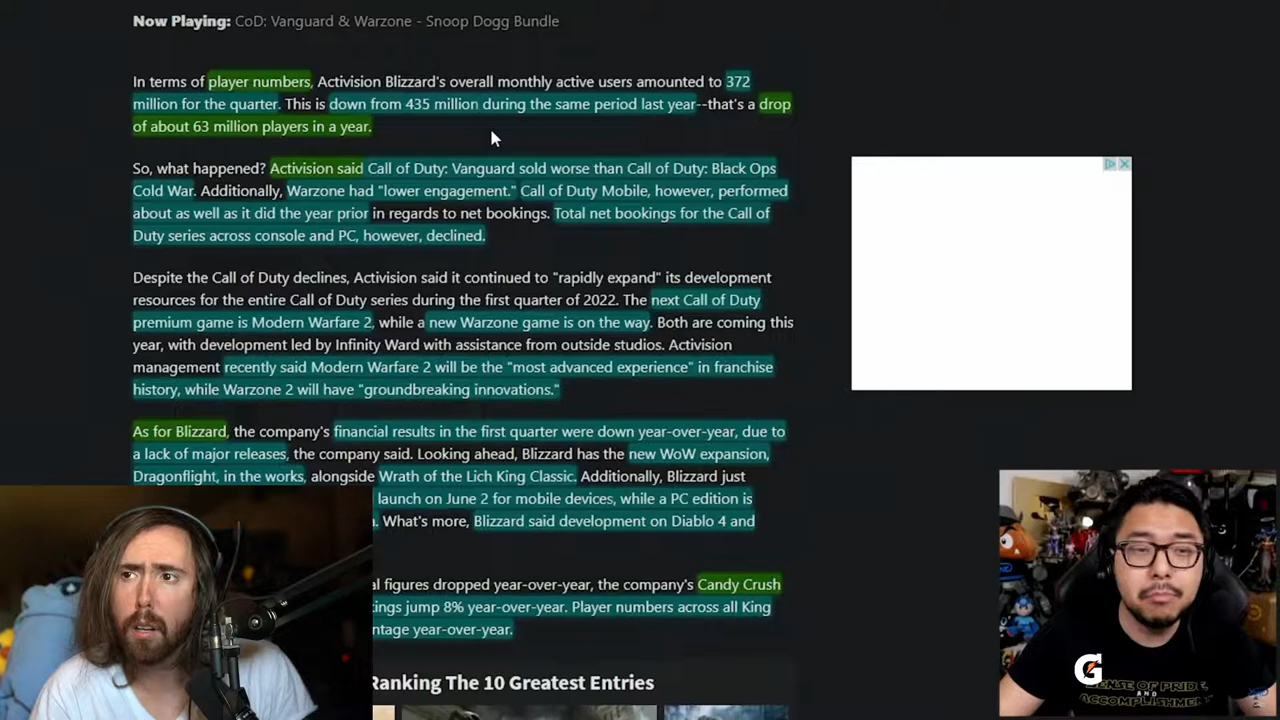 Now Playing: CoD: Vanguard & Warzone - Snoop Dogg Bundle
In terms of player numbers, Activision Blizzard's overall monthly active users amounted to 372
million for the quarter. This is down from 435 million during the same period last year--that's a drop
of about 63 million players in a year.
So, what happened? Activision said Call of Duty: Vanguard sold worse than Call of Duty: Black Ops
Cold War. Additionally, Warzone had "lower engagement." Call of Duty Mobile, however, performed
about as well as it did the year prior in regards to net bookings. Total net bookings for the Call of
Duty series across console and PC, however, declined.
Despite the Call of Duty declines, Activision said it continued to "rapidly expand" its development
resources for the entire Call of Duty series during the first quarter of 2022. The next Call of Duty
premium game is Modern Warfare 2, while a new Warzone game is on the way. Both are coming this
year, with development led by Infinity Ward with assistance from outside studios. Activision
management recently said Modern Warfare 2 will be the "most advanced experience" in franchise
history, while Warzone 2 will have "groundbreaking innovations."
As for Blizzard, the company's financial results in the first quarter were down year-over-year, due to
a lack of major releases, the company said. Looking ahead, Blizzard has the new WoW expansion,
Dragonflight, in the works, alongside Wrath of the Lich King Classic. Additionally, Blizzard just
launch on June 2 for mobile devices, while a PC edition is
. What's more, Blizzard said development on Diablo 4 and
figures dropped year-over-year, the company's Candy Crush
jump 8% year-over-year. Player numbers across all King
year-over-year.
Ranking The 10 Greatest Entries
G
SENSE OF PRIDE
AND
ACCOMPLISHMENT